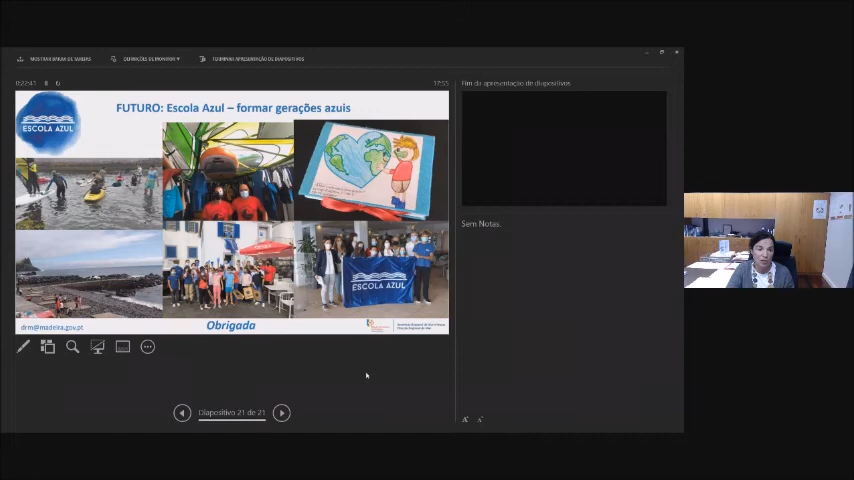 MOSTRAR BARRA DE TAREFAS
DEFINIÇÕES DE MONITOR
TERMINAR APRESENTAÇÃO DE DIAPOSITIVOS
0:22:41
17:55
Fim da apresentação de diapositivos
FUTURO: Escola Azul – formar gerações azuis
ESCOLA AZUL
ESCOLA AZUL
drm@madeira.gov.pt
Obrigada
Sem Notas.
Diapositivo 21 de 21